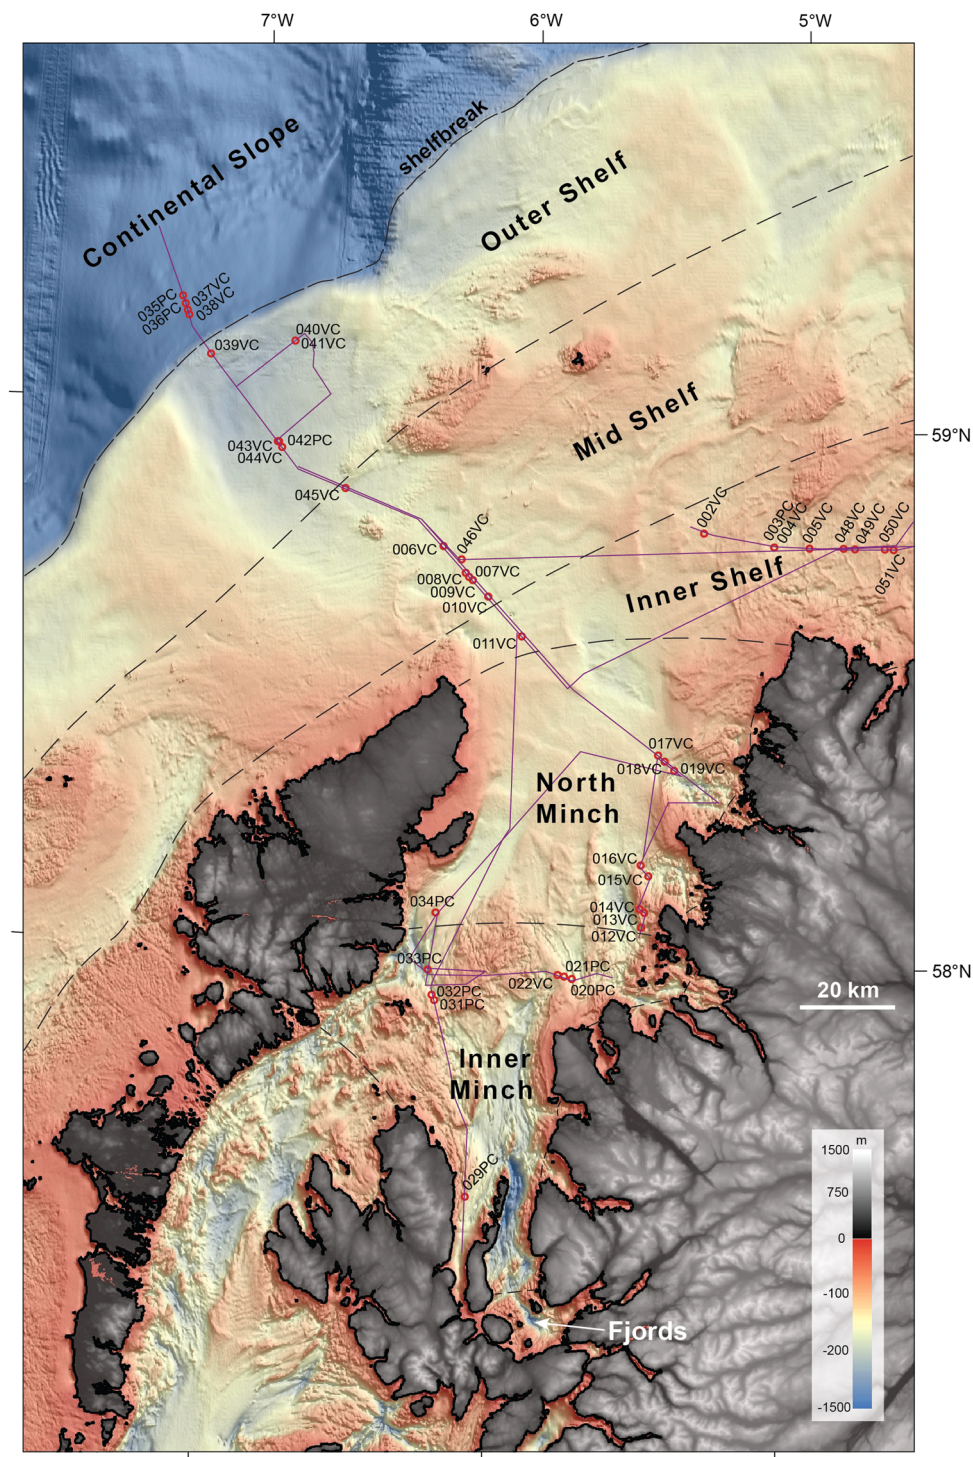 7°W
6°W
5°W
Continental Slope
shelfbreak
Outer Shelf
035PC
036PC
037VC
038VC
039VC
040VC
041VC
Mid Shelf
043VC
042PC
044VC
59°N
045VC
002VC
003PC
004VC
005VC
048VC
049VC
050VC
051VC
006VC
046VC
008VC
007VC
009VC
010VC
Inner Shelf
011VC
017VC
018VC
019VC
North
Minch
016VC
015VC
034PC
014VC
013VC
012VC
033PC
022VC
021PC
020PC
58°N
032PC
031PC
20 km
Inner
Minch
029PC
m
1500
750
0
-100
-200
-1500
Fjords